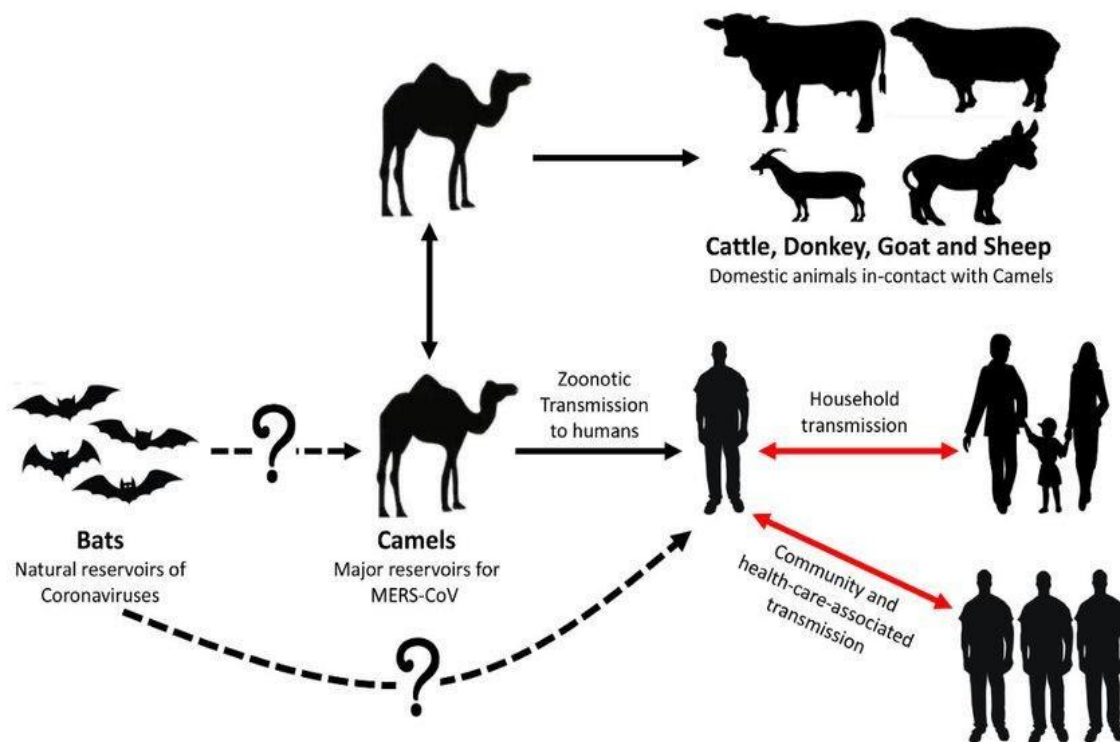 Cattle, Donkey, Goat and Sheep
Domestic animals in-contact with Camels
Zoonotic
Transmission
to humans
Household
transmission
?
Bats
Natural reservoirs of
Coronaviruses
Camels
Major reservoirs for
MERS-CoV
Community and
health-care-associated
transmission
?